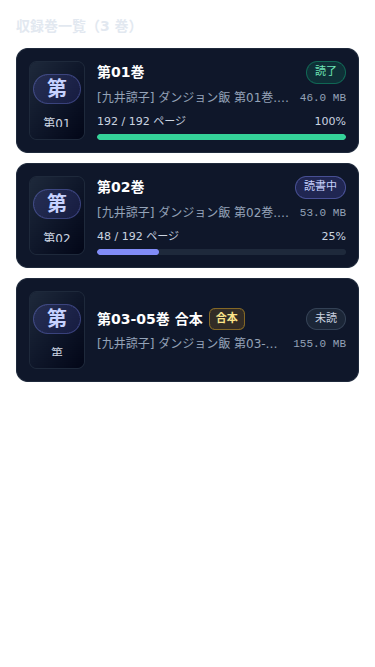 収録巻一覧（3 巻）
第
第01
第01巻
読了
[九井諒子] ダンジョン飯 第01巻.... 46.0 MB
192 / 192 ページ 100%
第
第02
第02巻
読書中
[九井諒子] ダンジョン飯 第02巻.... 53.0 MB
48 / 192 ページ 25%
第
第
第03-05巻 合本 合本
未読
[九井諒子] ダンジョン飯 第03-... 155.0 MB